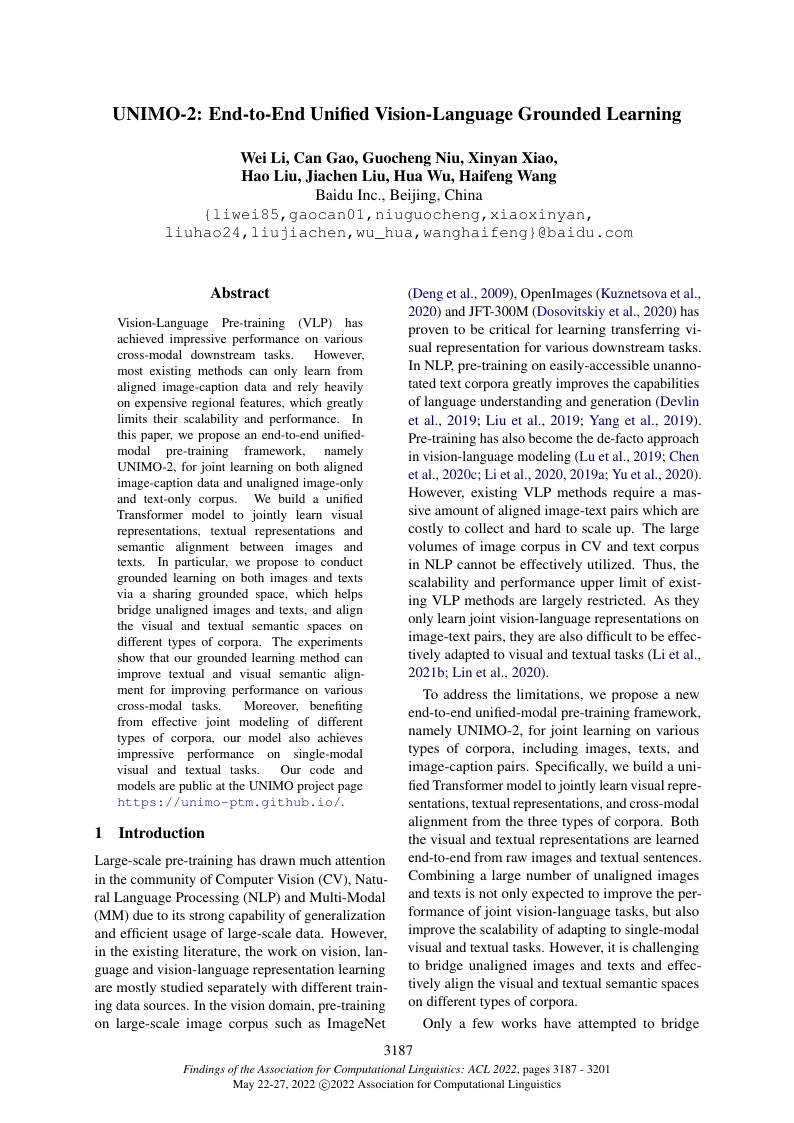 UNIMO-2: End-to-End Unified Vision-Language Grounded Learning
Wei Li, Can Gao, Guocheng Niu, Xinyan Xiao,
Hao Liu, Jiachen Liu, Hua Wu, Haifeng Wang
Baidu Inc., Beijing, China
{liwei85,gaocan01,niuguocheng,xiaoxinyan,
liuhao24,liujiachen,wu_hua,wanghaifeng}@baidu.com
Abstract
Vision-Language Pre-training (VLP) has
achieved impressive performance on various
cross-modal downstream tasks. However,
most existing methods can only learn from
aligned image-caption data and rely heavily
on expensive regional features, which greatly
limits their scalability and performance. In
this paper, we propose an end-to-end unified-
modal pre-training framework, namely
UNIMO-2, for joint learning on both aligned
image-caption data and unaligned image-only
and text-only corpus. We build a unified
Transformer model to jointly learn visual
representations, textual representations and
semantic alignment between images and
texts. In particular, we propose to conduct
grounded learning on both images and texts
via a sharing grounded space, which helps
bridge unaligned images and texts, and align
the visual and textual semantic spaces on
different types of corpora. The experiments
show that our grounded learning method can
improve textual and visual semantic align-
ment for improving performance on various
cross-modal tasks. Moreover, benefiting
from effective joint modeling of different
types of corpora, our model also achieves
impressive performance on single-modal
visual and textual tasks. Our code and
models are public at the UNIMO project page
https://unimo-ptm.github.io/.
1 Introduction
Large-scale pre-training has drawn much attention
in the community of Computer Vision (CV), Natu-
ral Language Processing (NLP) and Multi-Modal
(MM) due to its strong capability of generalization
and efficient usage of large-scale data. However,
in the existing literature, the work on vision, lan-
guage and vision-language representation learning
are mostly studied separately with different train-
ing data sources. In the vision domain, pre-training
on large-scale image corpus such as ImageNet
(Deng et al., 2009), OpenImages (Kuznetsova et al.,
2020) and JFT-300M (Dosovitskiy et al., 2020) has
proven to be critical for learning transferring vi-
sual representation for various downstream tasks.
In NLP, pre-training on easily-accessible unanno-
tated text corpora greatly improves the capabilities
of language understanding and generation (Devlin
et al., 2019; Liu et al., 2019; Yang et al., 2019).
Pre-training has also become the de-facto approach
in vision-language modeling (Lu et al., 2019; Chen
et al., 2020c; Li et al., 2020, 2019a; Yu et al., 2020).
However, existing VLP methods require a mas-
sive amount of aligned image-text pairs which are
costly to collect and hard to scale up. The large
volumes of image corpus in CV and text corpus
in NLP cannot be effectively utilized. Thus, the
scalability and performance upper limit of exist-
ing VLP methods are largely restricted. As they
only learn joint vision-language representations on
image-text pairs, they are also difficult to be effec-
tively adapted to visual and textual tasks (Li et al.,
2021b; Lin et al., 2020).
To address the limitations, we propose a new
end-to-end unified-modal pre-training framework,
namely UNIMO-2, for joint learning on various
types of corpora, including images, texts, and
image-caption pairs. Specifically, we build a uni-
fied Transformer model to jointly learn visual repre-
sentations, textual representations, and cross-modal
alignment from the three types of corpora. Both
the visual and textual representations are learned
end-to-end from raw images and textual sentences.
Combining a large number of unaligned images
and texts is not only expected to improve the per-
formance of joint vision-language tasks, but also
improve the scalability of adapting to single-modal
visual and textual tasks. However, it is challenging
to bridge unaligned images and texts and effec-
tively align the visual and textual semantic spaces
on different types of corpora.
Only a few works have attempted to bridge
3187
Findings of the Association for Computational Linguistics: ACL 2022, pages 3187 - 3201
May 22-27, 2022 ©2022 Association for Computational Linguistics